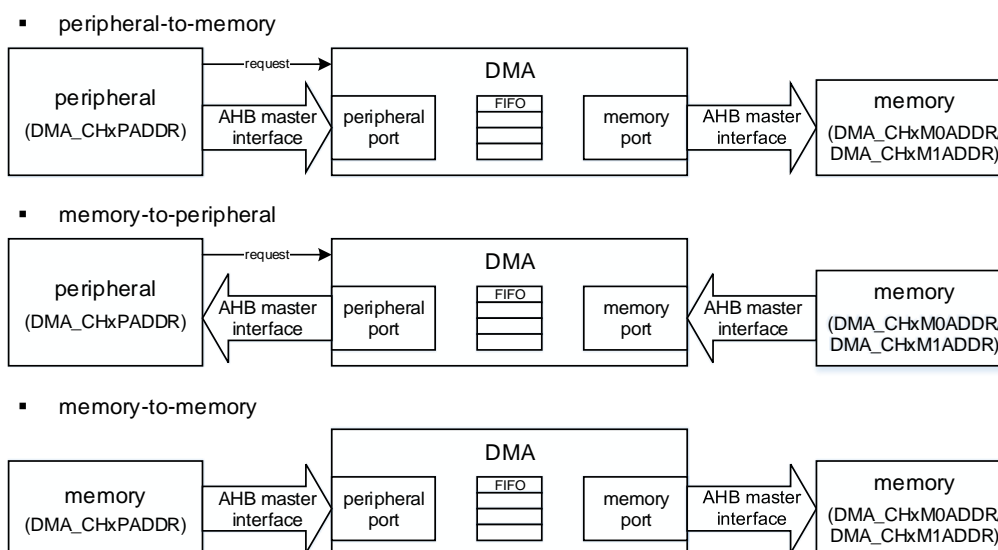 ▪ peripheral-to-memory
request
DMA
peripheral
(DMA_CHxPADDR)
AHB master
interface
peripheral
port
FIFO
memory
port
AHB master
interface
memory
(DMA_CHxM0ADDR/
DMA_CHxM1ADDR)
▪ memory-to-peripheral
request
DMA
peripheral
(DMA_CHxPADDR)
AHB master
interface
peripheral
port
FIFO
memory
port
AHB master
interface
memory
(DMA_CHxM0ADDR/
DMA_CHxM1ADDR)
▪ memory-to-memory
DMA
memory
(DMA_CHxPADDR)
AHB master
interface
peripheral
port
FIFO
memory
port
AHB master
interface
memory
(DMA_CHxM0ADDR/
DMA_CHxM1ADDR)